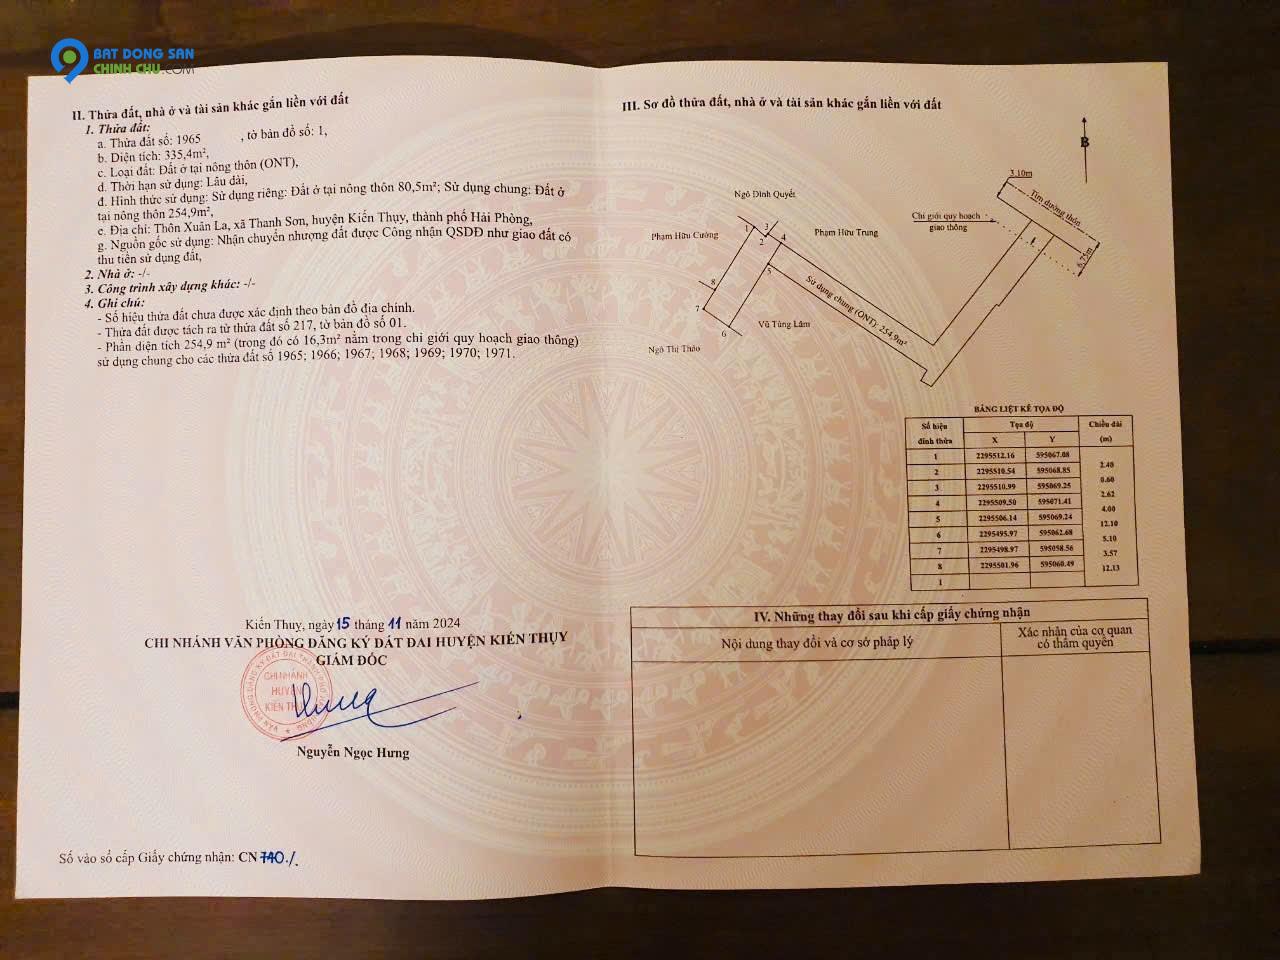 BAT DONG SAN
CHINH CHU.COM
II. Thửa đất, nhà ở và tài sản khác gắn liền với đất
1. Thửa đất:
a. Thửa đất số: 1965 , tờ bản đồ số: 1,
b. Diện tích: 335,4m²,
c. Loại đất: Đất ở tại nông thôn (ONT),
d. Thời hạn sử dụng: Lâu dài,
đ. Hình thức sử dụng: Sử dụng riêng: Đất ở tại nông thôn 80,5m²; Sử dụng chung: Đất ở
tại nông thôn 254,9m²,
e. Địa chỉ: Thôn Xuân La, xã Thanh Sơn, huyện Kiến Thụy, thành phố Hải Phòng,
g. Nguồn gốc sử dụng: Nhận chuyển nhượng đất được Công nhận QSDĐ như giao đất có
thu tiền sử dụng đất,
2. Nhà ở: -/-
3. Công trình xây dựng khác: -/-
4. Ghi chú:
- Số hiệu thửa đất chưa được xác định theo bản đồ địa chính.
- Thửa đất được tách ra từ thửa đất số 217, tờ bản đồ số 01.
- Phần diện tích 254,9 m² (trong đó có 16,3m² nằm trong chỉ giới quy hoạch giao thông)
sử dụng chung cho các thửa đất số 1965; 1966; 1967; 1968; 1969; 1970; 1971.
Kiến Thụy, ngày 15 tháng 11 năm 2024
CHI NHÁNH VĂN PHÒNG ĐĂNG KÝ ĐẤT ĐAI HUYỆN KIẾN THỤY
GIÁM ĐỐC
CHI NHÁNH
HUYỆN
KIẾN THỤY
Nguyễn Ngọc Hưng
Số vào sổ cấp Giấy chứng nhận: CN 740./.
III. Sơ đồ thửa đất, nhà ở và tài sản khác gắn liền với đất
B
3.10m
Tim đường thôn
6.75m
Chỉ giới quy hoạch
giao thông
Ngô Đình Quyết
Phạm Hữu Cường
Phạm Hữu Trung
1
2
3
4
5
6
7
8
Sử dụng chung (ONT): 254,9m²
Vũ Tùng Lâm
Ngô Thị Thảo
BẢNG LIỆT KÊ TỌA ĐỘ
Số hiệu đỉnh thửa Tọa độ Chiều dài (m)
X Y
1 2295512.16 595067.08
2.40
2 2295510.54 595068.85
0.60
3 2295510.99 595069.25
2.62
4 2295509.50 595071.41
4.00
5 2295506.14 595069.24
12.10
6 2295495.97 595062.68
5.10
7 2295498.97 595058.56
3.57
8 2295501.96 595060.49
12.13
1
IV. Những thay đổi sau khi cấp giấy chứng nhận
Nội dung thay đổi và cơ sở pháp lý
Xác nhận của cơ quan
có thẩm quyền